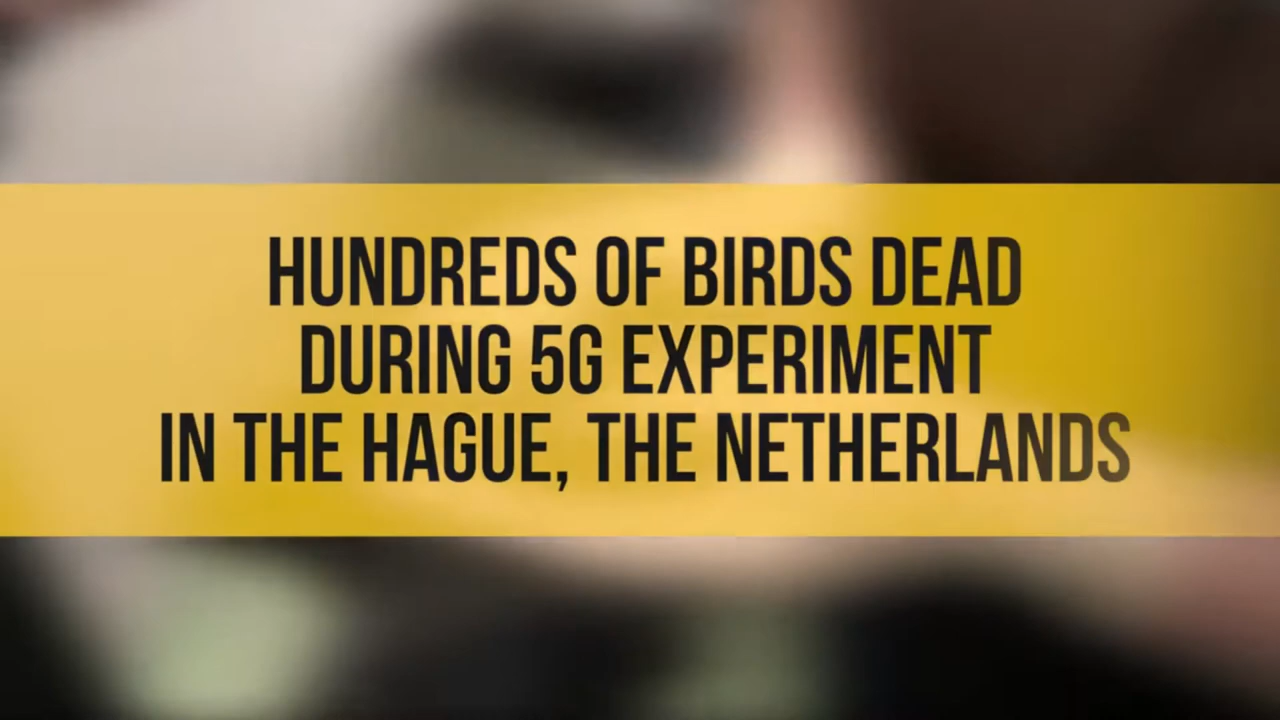 HUNDREDS OF BIRDS DEAD
DURING 5G EXPERIMENT
IN THE HAGUE, THE NETHERLANDS